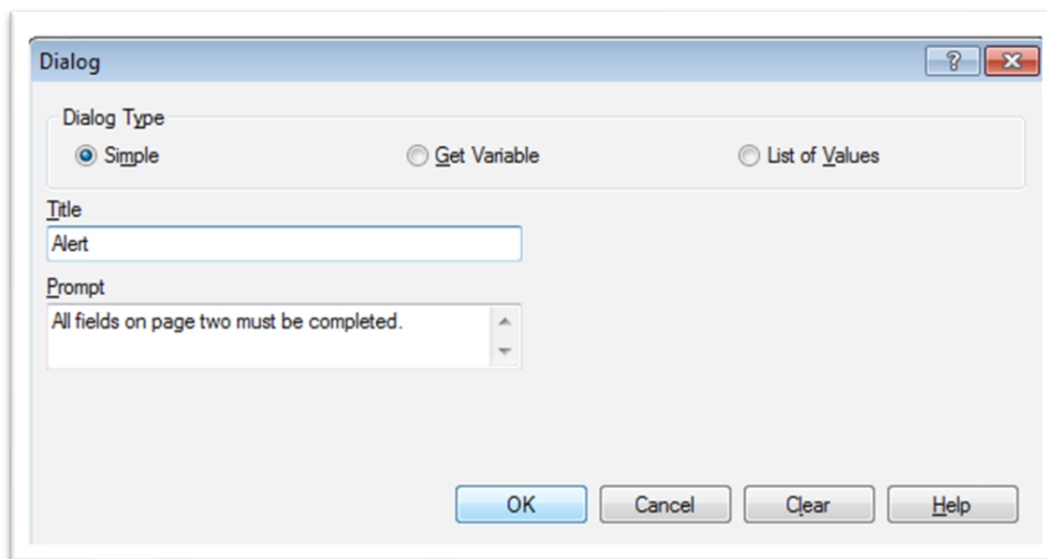 Dialog
Dialog Type
Simple Get Variable List of Values
Title
Alert
Prompt
All fields on page two must be completed.
OK Cancel Clear Help